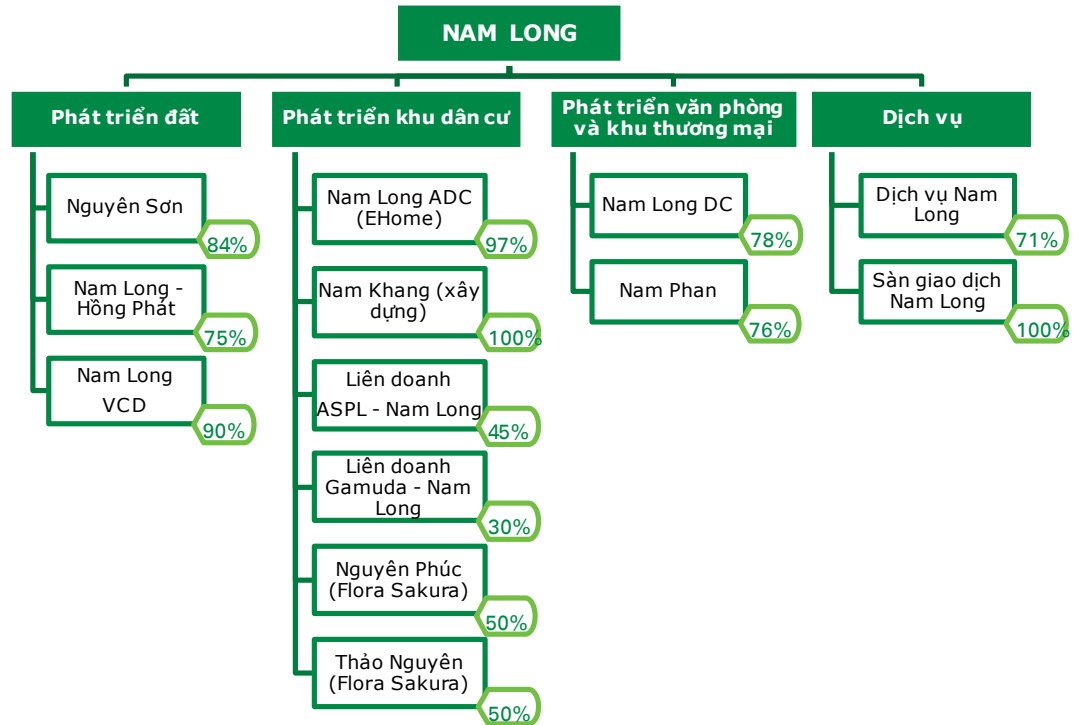 NAM LONG
Phát triển đất
Nguyên Sơn
84%
Nam Long -
Hồng Phát
75%
Nam Long
VCD
90%
Phát triển khu dân cư
Nam Long ADC
(EHome)
97%
Nam Khang (xây
dựng)
100%
Liên doanh
ASPL - Nam Long
45%
Liên doanh
Gamuda - Nam
Long
30%
Nguyên Phúc
(Flora Sakura)
50%
Thảo Nguyên
(Flora Sakura)
50%
Phát triển văn phòng
và khu thương mại
Nam Long DC
78%
Nam Phan
76%
Dịch vụ
Dịch vụ Nam
Long
71%
Sàn giao dịch
Nam Long
100%